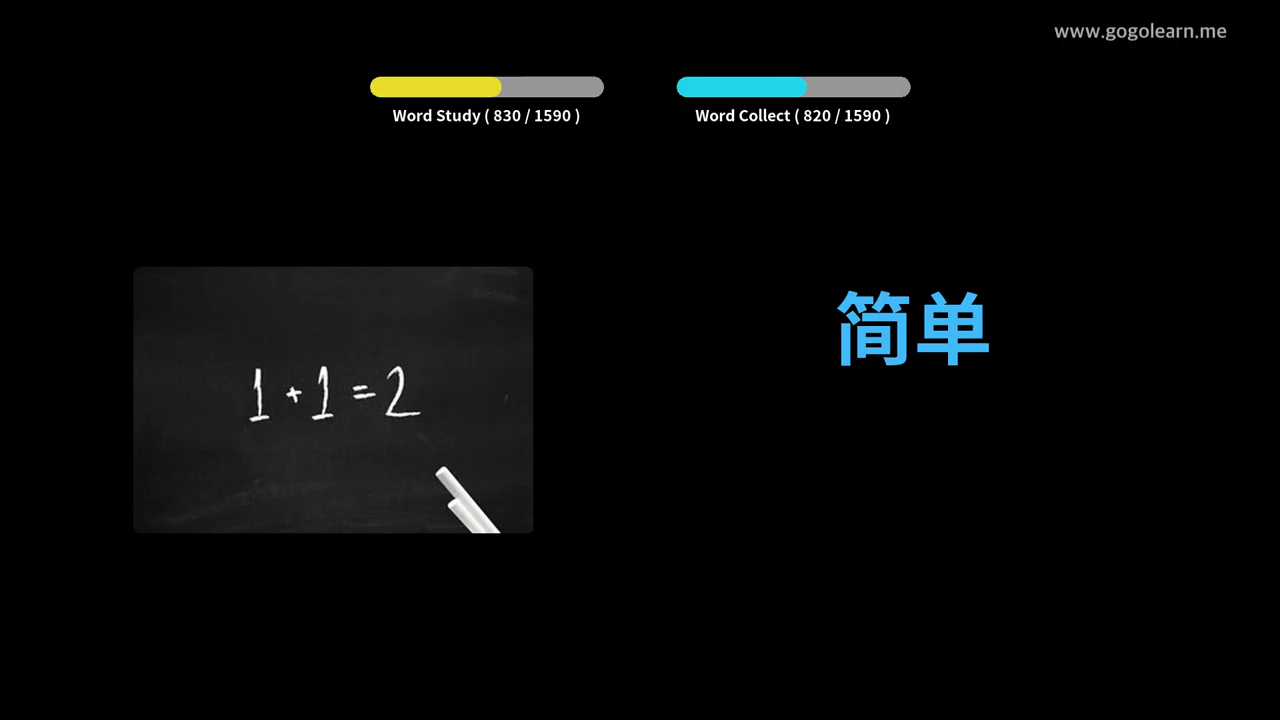 www.gogolearn.me
Word Study ( 830 / 1590 )
Word Collect ( 820 / 1590 )
简单
1 + 1 = 2